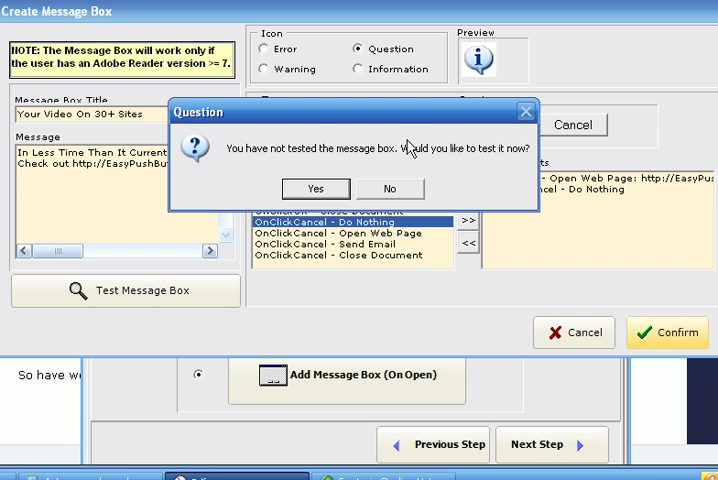 Create Message Box
NOTE: The Message Box will work only if
the user has an Adobe Reader version >= 7.
Icon
Error
Question
Warning
Information
Preview
Message Box Title
Your Video On 30+ Sites
Message
In Less Time Than It Current
Check out http://EasyPushBu
Question
You have not tested the message box. Would you like to test it now?
Yes
No
Cancel
- Open Web Page: http://EasyPus
- Do Nothing
OnClickCancel - Do Nothing
OnClickCancel - Open Web Page
OnClickCancel - Send Email
OnClickCancel - Close Document
>>
<<
Test Message Box
Cancel
Confirm
So have we
Add Message Box (On Open)
Previous Step
Next Step